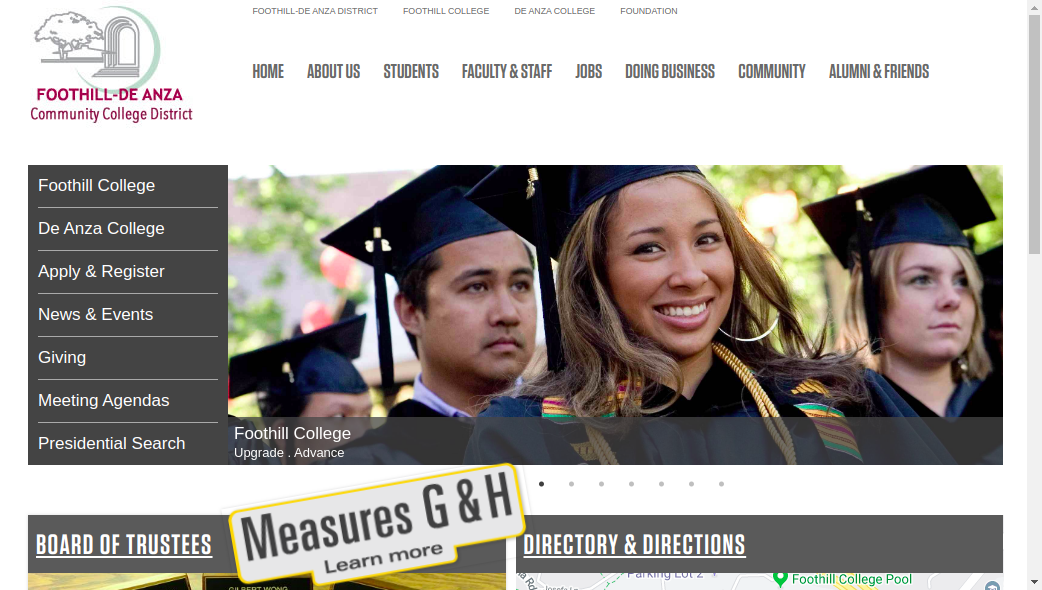 FOOTHILL-DE ANZA DISTRICT
FOOTHILL COLLEGE
DE ANZA COLLEGE
FOUNDATION
FOOTHILL-DE ANZA
Community College District
HOME
ABOUT US
STUDENTS
FACULTY & STAFF
JOBS
DOING BUSINESS
COMMUNITY
ALUMNI & FRIENDS
Foothill College
De Anza College
Apply & Register
News & Events
Giving
Meeting Agendas
Presidential Search
Foothill College
Upgrade . Advance
Measures G & H
Learn more
BOARD OF TRUSTEES
DIRECTORY & DIRECTIONS
GILBERT WONG
Parking Lot 2
Foothill College Pool